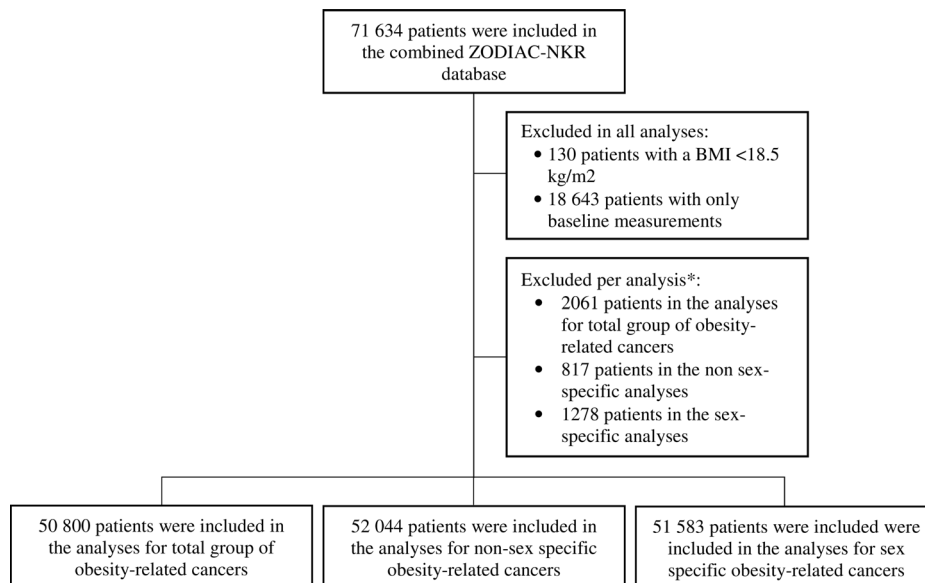 71 634 patients were included in
the combined ZODIAC-NKR
database
Excluded in all analyses:
• 130 patients with a BMI <18.5
kg/m2
• 18 643 patients with only
baseline measurements
Excluded per analysis*:
• 2061 patients in the analyses
for total group of obesity-
related cancers
• 817 patients in the non sex-
specific analyses
• 1278 patients in the sex-
specific analyses
50 800 patients were included in
the analyses for total group of
obesity-related cancers
52 044 patients were included in
the analyses for non-sex specific
obesity-related cancers
51 583 patients were included were
included in the analyses for sex
specific obesity-related cancers